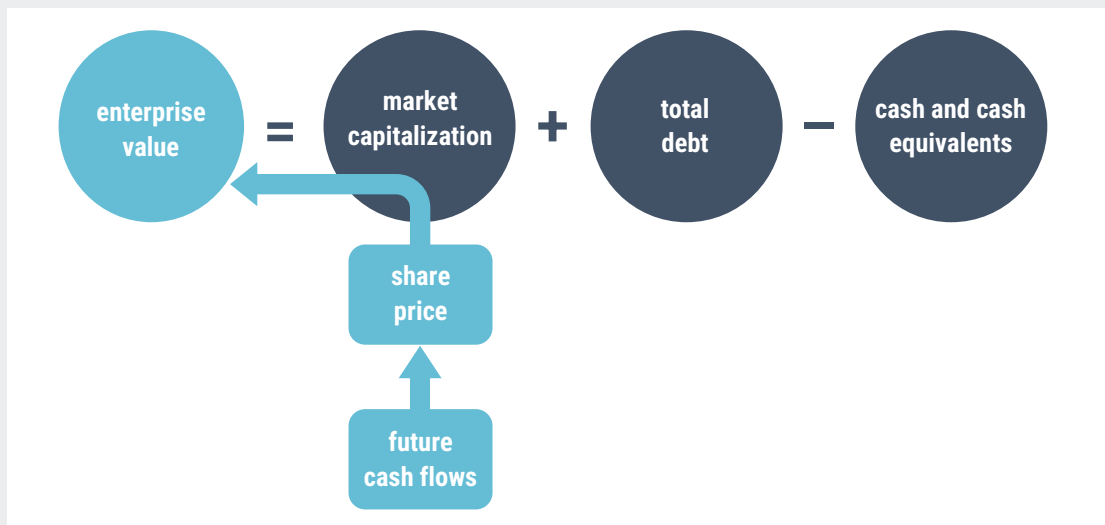 enterprise
value
=
market
capitalization
+
total
debt
−
cash and cash
equivalents
share
price
future
cash flows